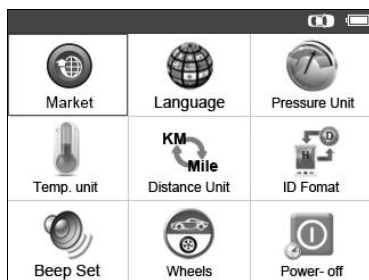 Market Language Pressure Unit
KM
Mile
Temp. unit Distance Unit ID Fomat
Beep Set Wheels Power- off